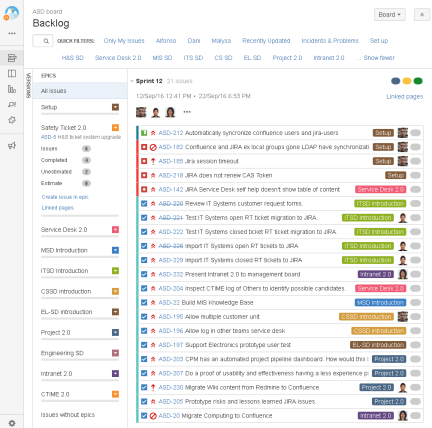 ASD board
Backlog
Board
QUICK FILTERS: Only My Issues Alfonso Dani Malysa Recently Updated Incidents & Problems Set up
H&S SD Service Desk 2.0 MIS SD ITS SD CS SD EL SD Project 2.0 Intranet 2.0 ... Show fewer
VERSIONS
EPICS
All issues
Setup
Safety Ticket 2.0
ASD-5 H&S ticket system upgrade
Issues 5
Completed 4
Unestimated 2
Estimate 0
Create issue in epic
Linked pages
Service Desk 2.0
MSD Introduction
iTSD Introduction
CSSD introduction
EL-SD introduction
Project 2.0
Engineering SD
Intranet 2.0
CTIME 2.0
Issues without epics
Sprint 12 21 issues
12/Sep/16 12:41 PM • 22/Sep/16 6:53 PM
Linked pages
ASD-212 Automatically syncronize confluence users and jira-users Setup
ASD-182 Confluence and JIRA ex local groups gone LDAP have synchronizati Setup
ASD-185 Jira session timeout Setup
ASD-218 JIRA does not renew CAS Token Setup
ASD-142 JIRA Service Desk self help doesn't show table of content Service Desk 2.0
ASD-220 Review IT Systems customer request forms. iTSD Introduction
ASD-221 Test IT Systems open RT ticket migration to JIRA. iTSD Introduction
ASD-222 Test IT Systems closed ticket RT ticket migration to JIRA iTSD Introduction
ASD-228 Import IT Systems open RT tickets to JIRA iTSD Introduction
ASD-229 Import IT Systems closed RT tickets to JIRA iTSD Introduction
ASD-232 Present Intranet 2.0 to management board Intranet 2.0
ASD-204 Inspect CTIME log of Others to identify possible candidates Service Desk 2.0
ASD-22 Build MIS Knowledge Base MSD Introduction
ASD-195 Allow multiple customer unit CSSD introduction
ASD-196 Allow log in other teams service desk CSSD introduction
ASD-197 Support Electronics prototype user test EL-SD introduction
ASD-203 CPM has an automated project pipeline dashboard. How would this i Project 2.0
ASD-207 Do a proof of usability and effectiveness having a less experience p Project 2.0
ASD-230 Migrate Wiki content from Redmine to Confluence Project 2.0
ASD-205 Prototype risks and lessons learned JIRA issues. Project 2.0
ASD-20 Migrate Computing to Confluence Intranet 2.0